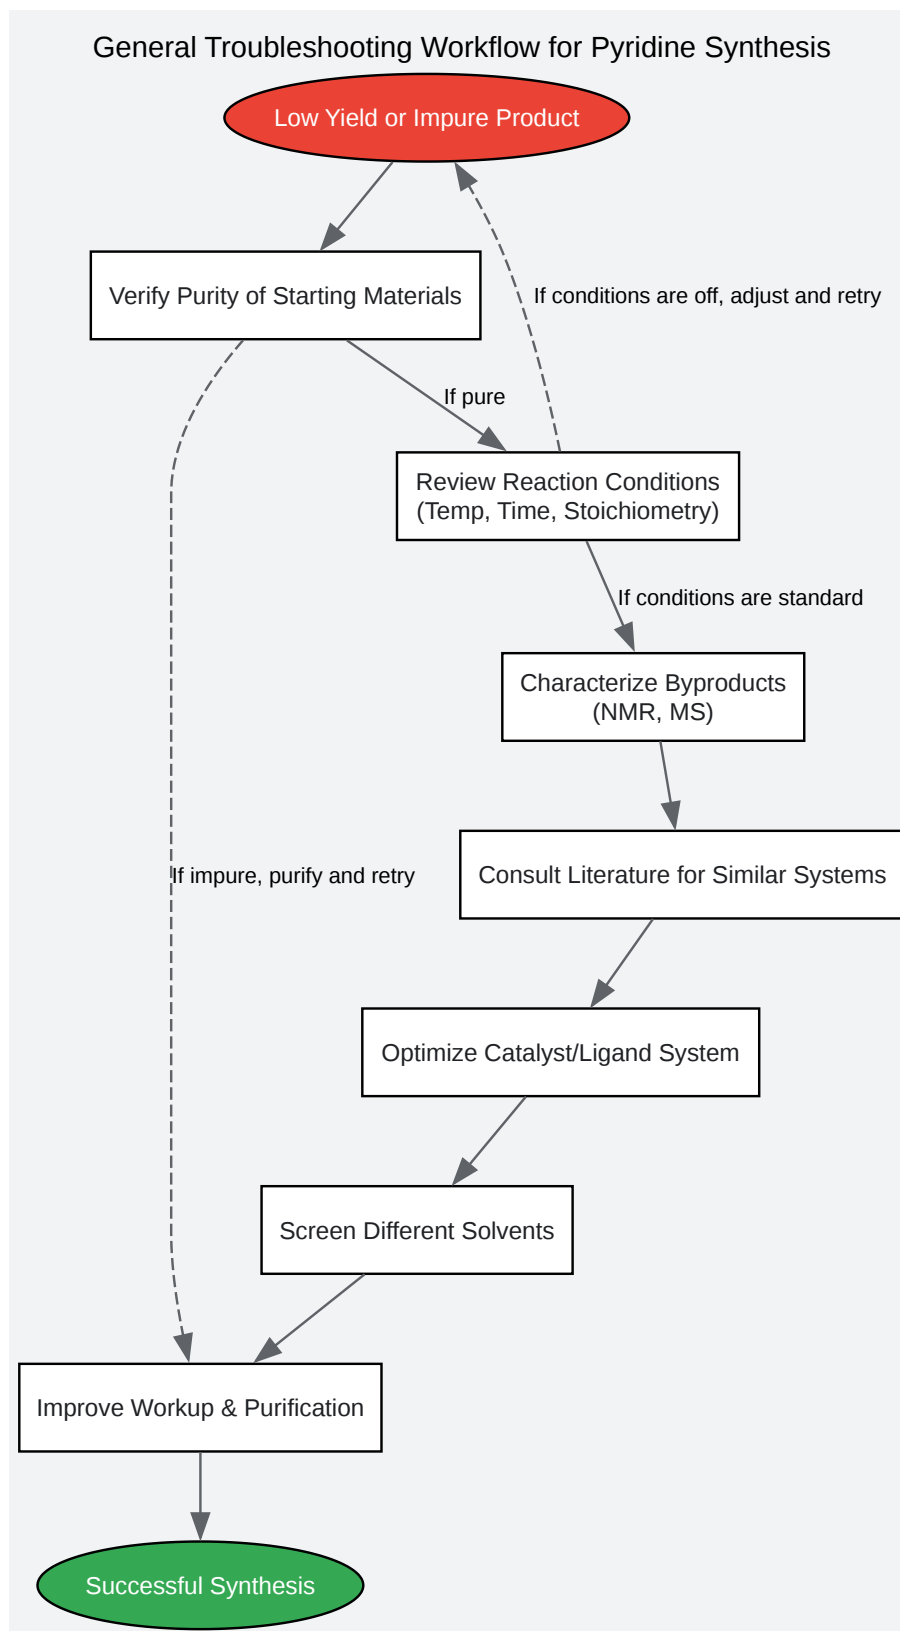 General Troubleshooting Workflow for Pyridine Synthesis
Low Yield or Impure Product
Verify Purity of Starting Materials
If conditions are off, adjust and retry
If pure
Review Reaction Conditions
(Temp, Time, Stoichiometry)
If conditions are standard
Characterize Byproducts
(NMR, MS)
If impure, purify and retry
Consult Literature for Similar Systems
Optimize Catalyst/Ligand System
Screen Different Solvents
Improve Workup & Purification
Successful Synthesis